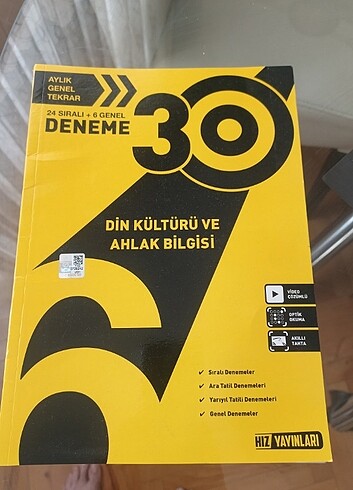 AYLIK
GENEL
TEKRAR
24 SIRALI + 6 GENEL
DENEME
30
DİN KÜLTÜRÜ VE
AHLAK BİLGİSİ
6
VİDEO
ÇÖZÜMLÜ
OPTİK
OKUMA
AKILLI
TAHTA
✓ Sıralı Denemeler
✓ Ara Tatil Denemeleri
✓ Yarıyıl Tatili Denemeleri
✓ Genel Denemeler
HIZ YAYINLARI